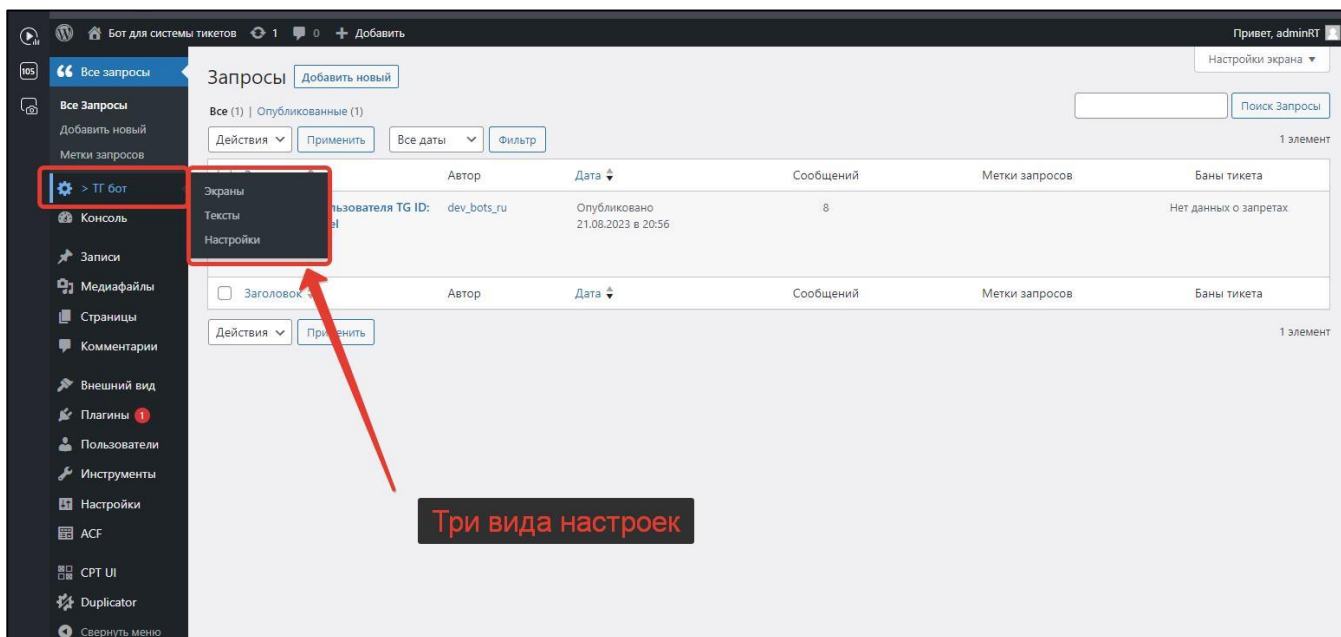 Бот для системы тикетов 1 0 + Добавить
Привет, adminRT
105
Все запросы
Все Запросы
Добавить новый
Метки запросов
> ТГ бот
Экраны
Тексты
Настройки
Консоль
Записи
Медиафайлы
Страницы
Комментарии
Внешний вид
Плагины 1
Пользователи
Инструменты
Настройки
ACF
CPT UI
Duplicator
Свернуть меню
Настройки экрана ▼
Запросы Добавить новый
Все (1) | Опубликованные (1)
Поиск Запросы
Действия Применить Все даты Фильтр
1 элемент
Автор Дата Сообщений Метки запросов Баны тикета
TG ID: dev_bots_ru Опубликовано 8 Нет данных о запретах
21.08.2023 в 20:56
Заголовок Автор Дата Сообщений Метки запросов Баны тикета
Действия Применить
1 элемент
Три вида настроек